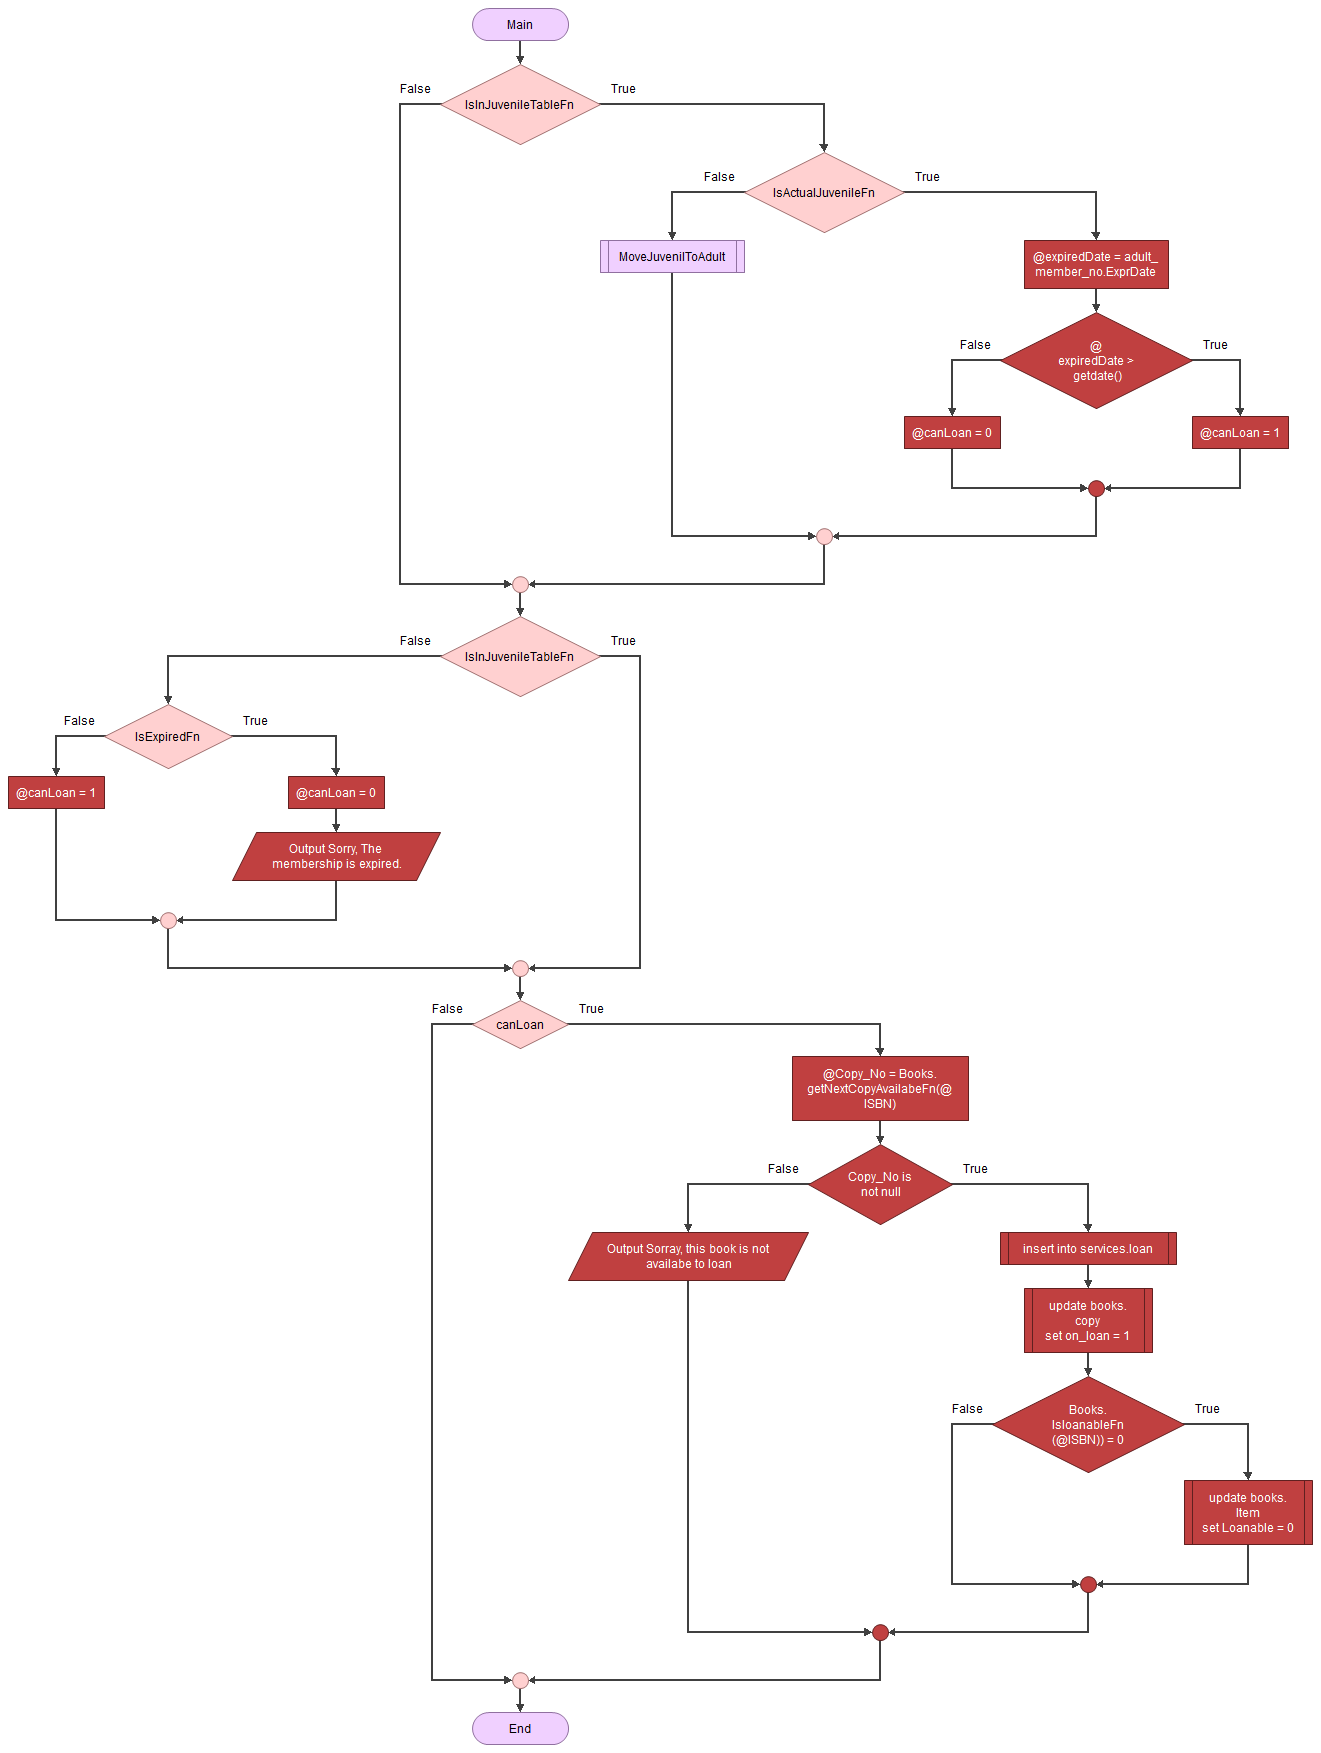 Main
False
True
IsInJuvenileTableFn
False
True
IsActualJuvenileFn
MoveJuvenilToAdult
@expiredDate = adult_
member_no.ExprDate
False
True
@
expiredDate >
getdate()
@canLoan = 0
@canLoan = 1
False
True
IsInJuvenileTableFn
False
True
IsExpiredFn
@canLoan = 1
@canLoan = 0
Output Sorry, The
membership is expired.
False
True
canLoan
@Copy_No = Books.
getNextCopyAvailabeFn(@
ISBN)
False
True
Copy_No is
not null
Output Sorray, this book is not
availabe to loan
insert into services.loan
update books.
copy
set on_loan = 1
False
True
Books.
IsloanableFn
(@ISBN)) = 0
update books.
Item
set Loanable = 0
End